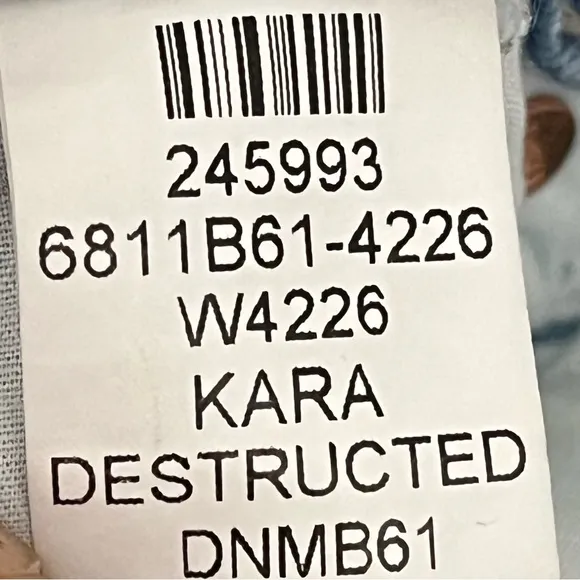 245993
6811B61-4226
W4226
KARA
DESTRUCTED
DNMB61